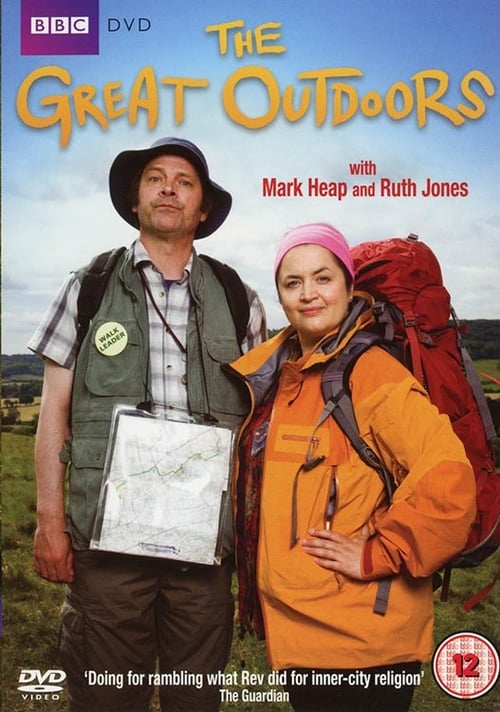 BBC DVD
THE
GREAT OUTDOORS
with
Mark Heap and Ruth Jones
WALK
LEADER
12
DVD
VIDEO
'Doing for rambling what Rev did for inner-city religion'
The Guardian